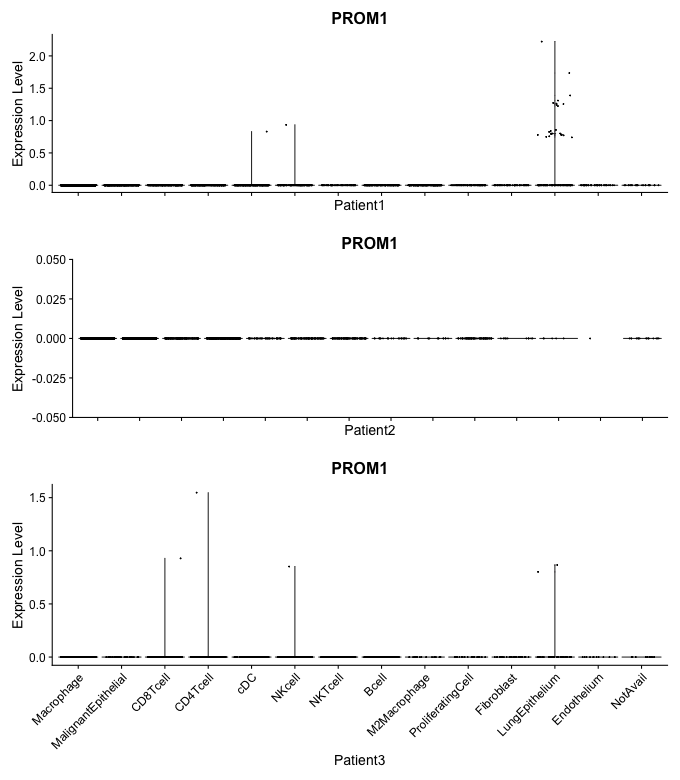 PROM1
Expression Level
2.0
1.5
1.0
0.5
0.0
Patient1
PROM1
Expression Level
0.050
0.025
0.000
-0.025
-0.050
Patient2
PROM1
Expression Level
1.5
1.0
0.5
0.0
Macrophage
MalignantEpithelial
CD8Tcell
CD4Tcell
cDC
NKcell
NKTcell
Bcell
M2Macrophage
ProliferatingCell
Fibroblast
LungEpithelium
Endothelium
NotAvail
Patient3